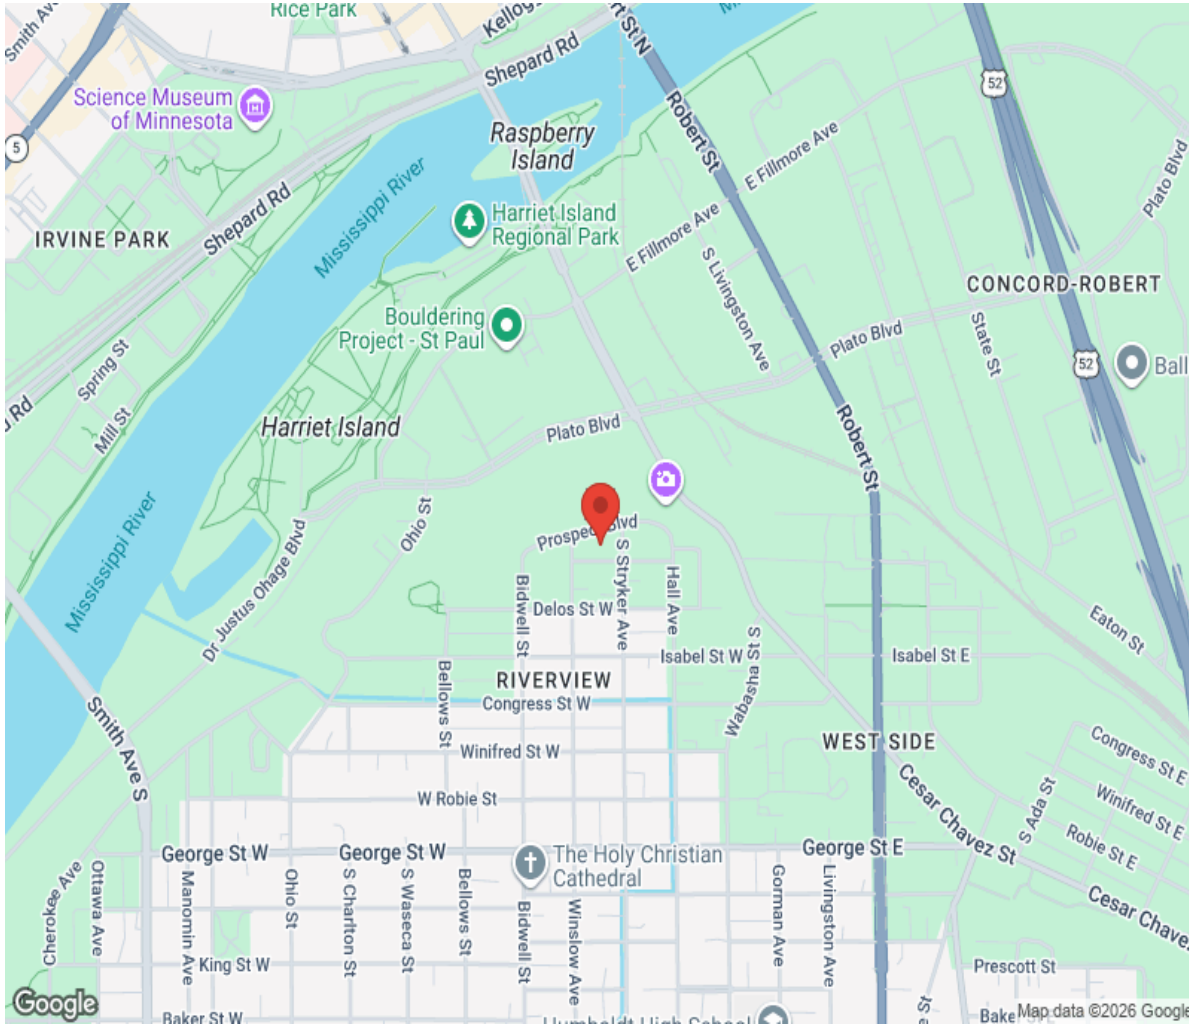 Rice Park
Smith Ave
Kellogg
Shepard Rd
rt St N
Science Museum
of Minnesota
5
52
Raspberry
Island
Robert St
E Fillmore Ave
Plato Blvd
Mississippi River
Harriet Island
Regional Park
IRVINE PARK
Shepard Rd
E Fillmore Ave
S Livingston Ave
CONCORD-ROBERT
Bouldering
Project - St Paul
Plato Blvd
State St
52
Ball
Spring St
Mill St
d Rd
Harriet Island
Plato Blvd
Robert St
Ohio St
Prospect Blvd
Dr Justus Ohage Blvd
Mississippi River
S Stryker Ave
Bidwell St
Hall Ave
Delos St W
Eaton St
Isabel St W
Isabel St E
Wabasha St S
RIVERVIEW
Bellows St
Congress St W
Smith Ave S
Winifred St W
WEST SIDE
Congress St E
Winifred St E
W Robie St
Cesar Chavez St
S Ada St
Robie St E
George St W
George St W
George St E
The Holy Christian
Cathedral
Cesar Chavez
Cherokee Ave
Ottawa Ave
Manomin Ave
Ohio St
S Charlton St
S Waseca St
Bellows St
Bidwell St
Winslow Ave
Gorman Ave
Livingston Ave
King St W
Prescott St
Google
Baker St W
Humboldt High School
Map data ©2026 Google